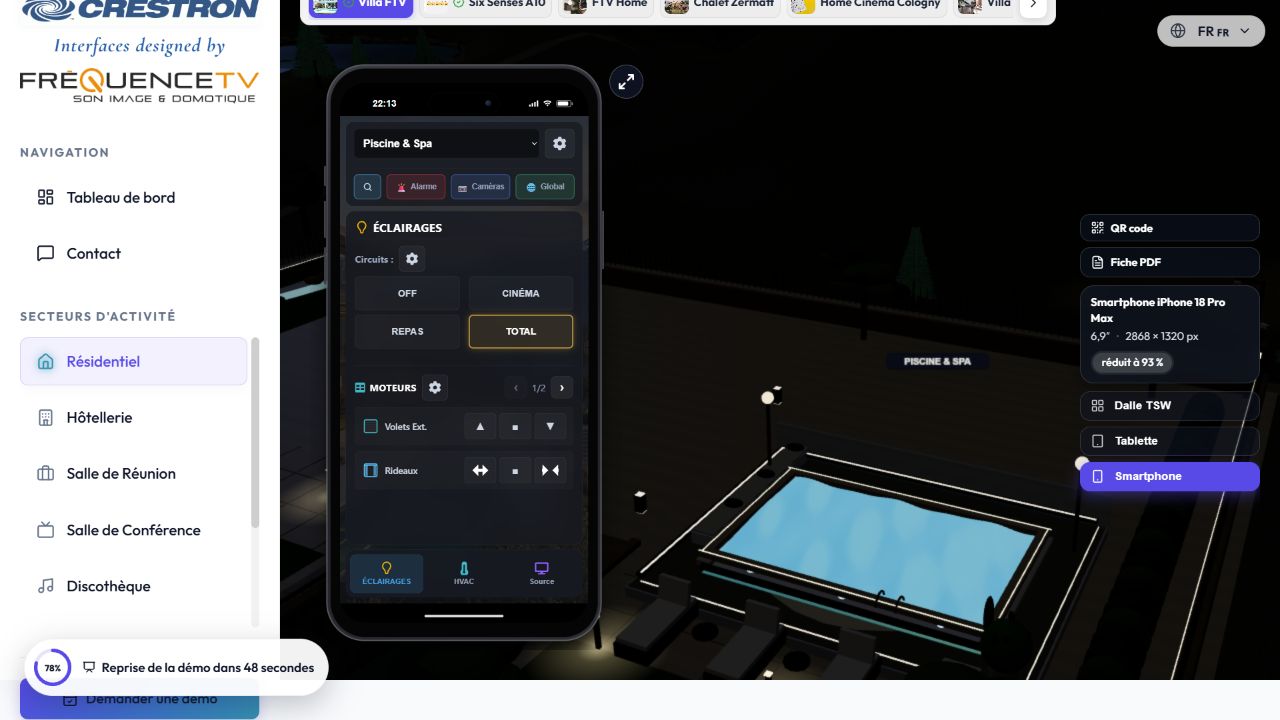 CRESTRON
Interfaces designed by
FRÉQUENCETV
SON IMAGE & DOMOTIQUE
NAVIGATION
Tableau de bord
Contact
SECTEURS D'ACTIVITÉ
Résidentiel
Hôtellerie
Salle de Réunion
Salle de Conférence
Discothèque
78%
Reprise de la démo dans 48 secondes
Demander une démo
Villa FTV
Six Senses A10
FTV Home
Chalet Zermatt
Home Cinema Cologny
Villa
FR FR
22:13
Piscine & Spa
Alarme
Caméras
Global
ÉCLAIRAGES
Circuits :
OFF
CINÉMA
REPAS
TOTAL
MOTEURS
1/2
Volets Ext.
Rideaux
ÉCLAIRAGES
HVAC
Source
PISCINE & SPA
QR code
Fiche PDF
Smartphone iPhone 18 Pro
Max
6,9" · 2868 × 1320 px
réduit à 93 %
Dalle TSW
Tablette
Smartphone